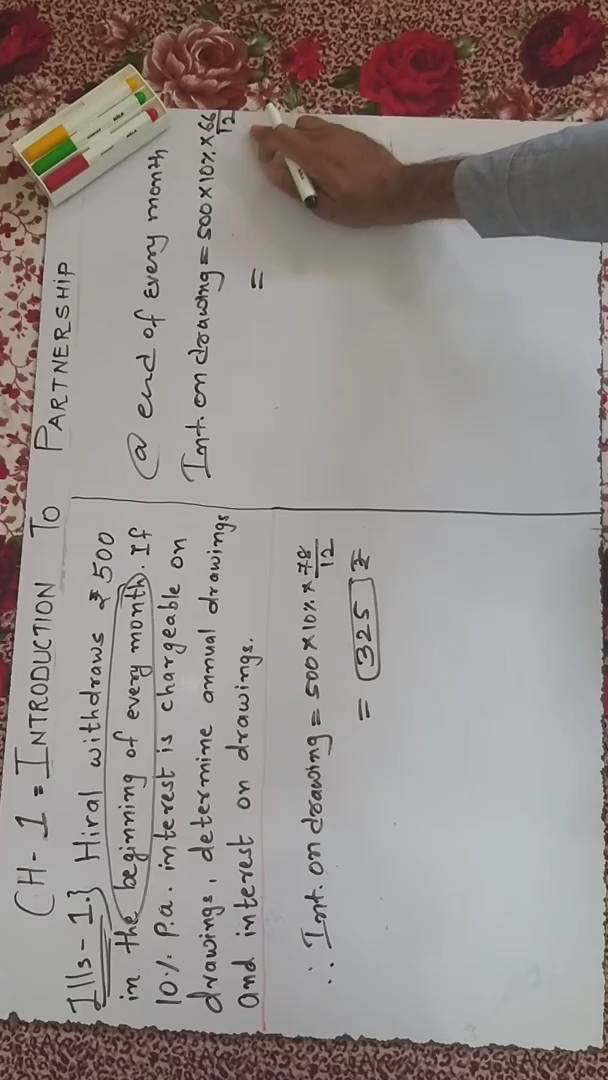 CH-1 = INTRODUCTION TO PARTNERSHIP
Ills-1.} Hiral withdraws ₹ 500
in the beginning of every month. If
10% P.a. interest is chargeable on
drawings, determine annual drawings
and interest on drawings.
∴ Int. on drawing = 500 × 10% × 78/12
= 325 ₹
@ end of every month
Int. on drawing = 500 × 10% × 66/12
=